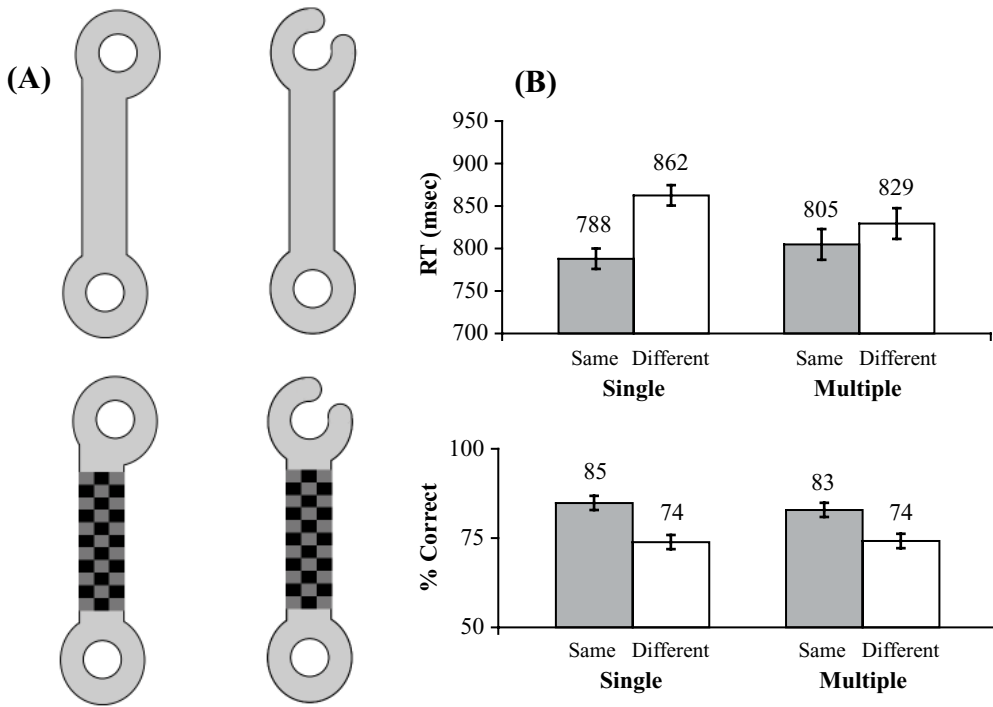 (A)
(B)
RT (msec)
950
900
850
800
750
700
788
862
805
829
Same Different Same Different
Single Multiple
% Correct
100
75
50
85
74
83
74
Same Different Same Different
Single Multiple